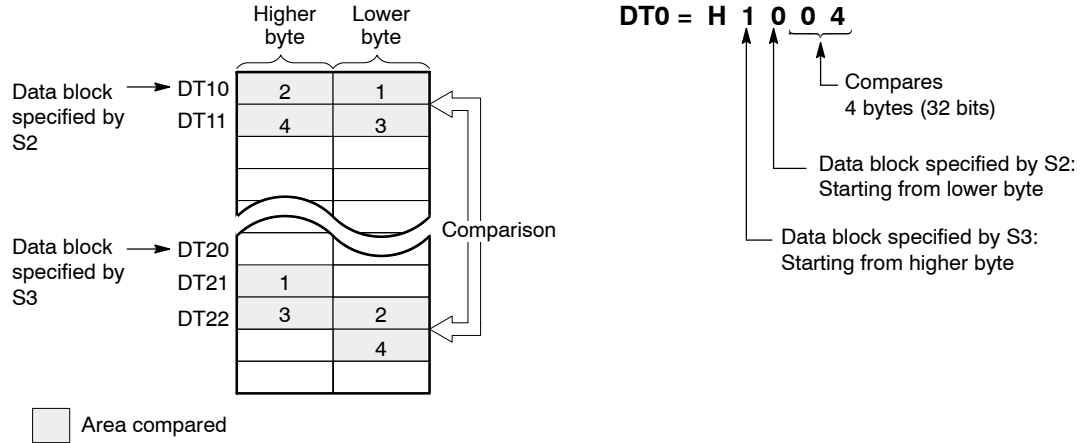 Higher byte
Lower byte
Data block specified by S2
DT10
2 1
DT11
4 3
Comparison
Data block specified by S3
DT20
DT21
1
DT22
3 2
4
Area compared
DT0 = H 1 0 0 4
Compares
4 bytes (32 bits)
Data block specified by S2:
Starting from lower byte
Data block specified by S3:
Starting from higher byte